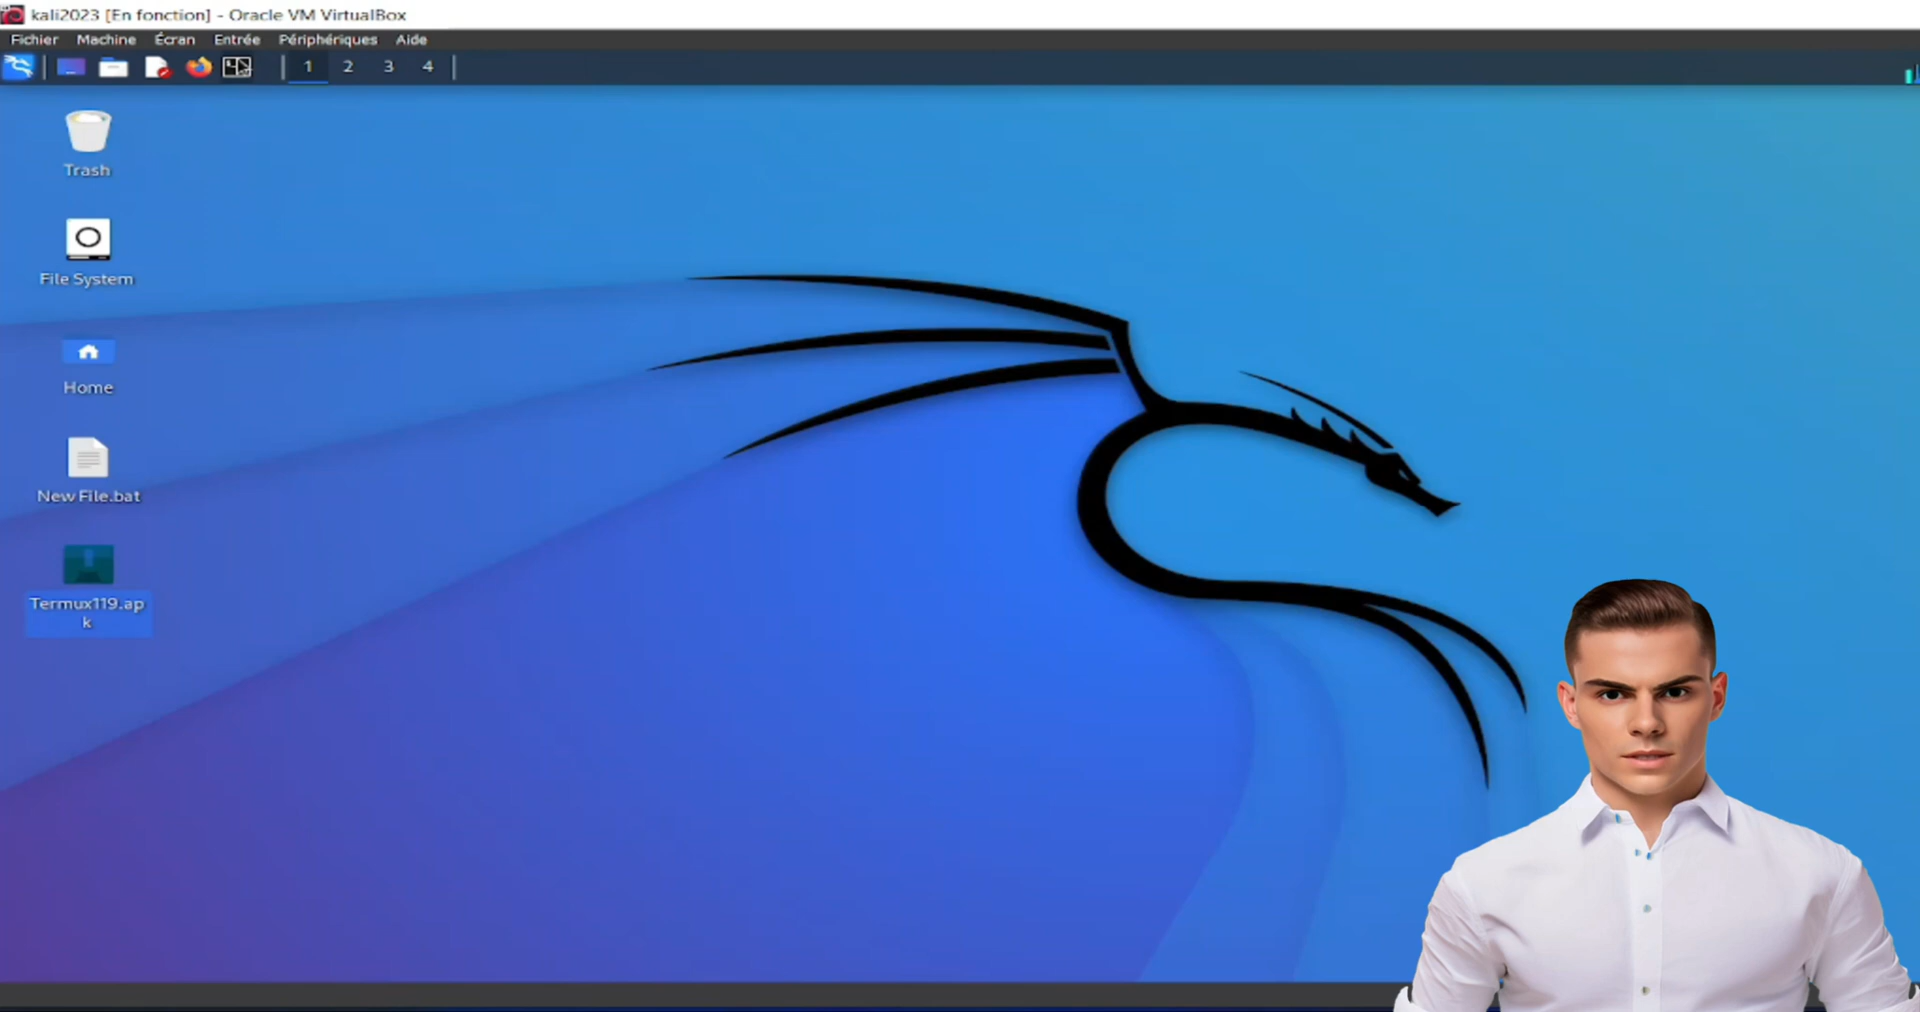 kali2023 [En fonction] - Oracle VM VirtualBox
Fichier Machine Écran Entrée Périphériques Aide
1 2 3 4
Trash
File System
Home
New File.bat
Termux119.ap
k